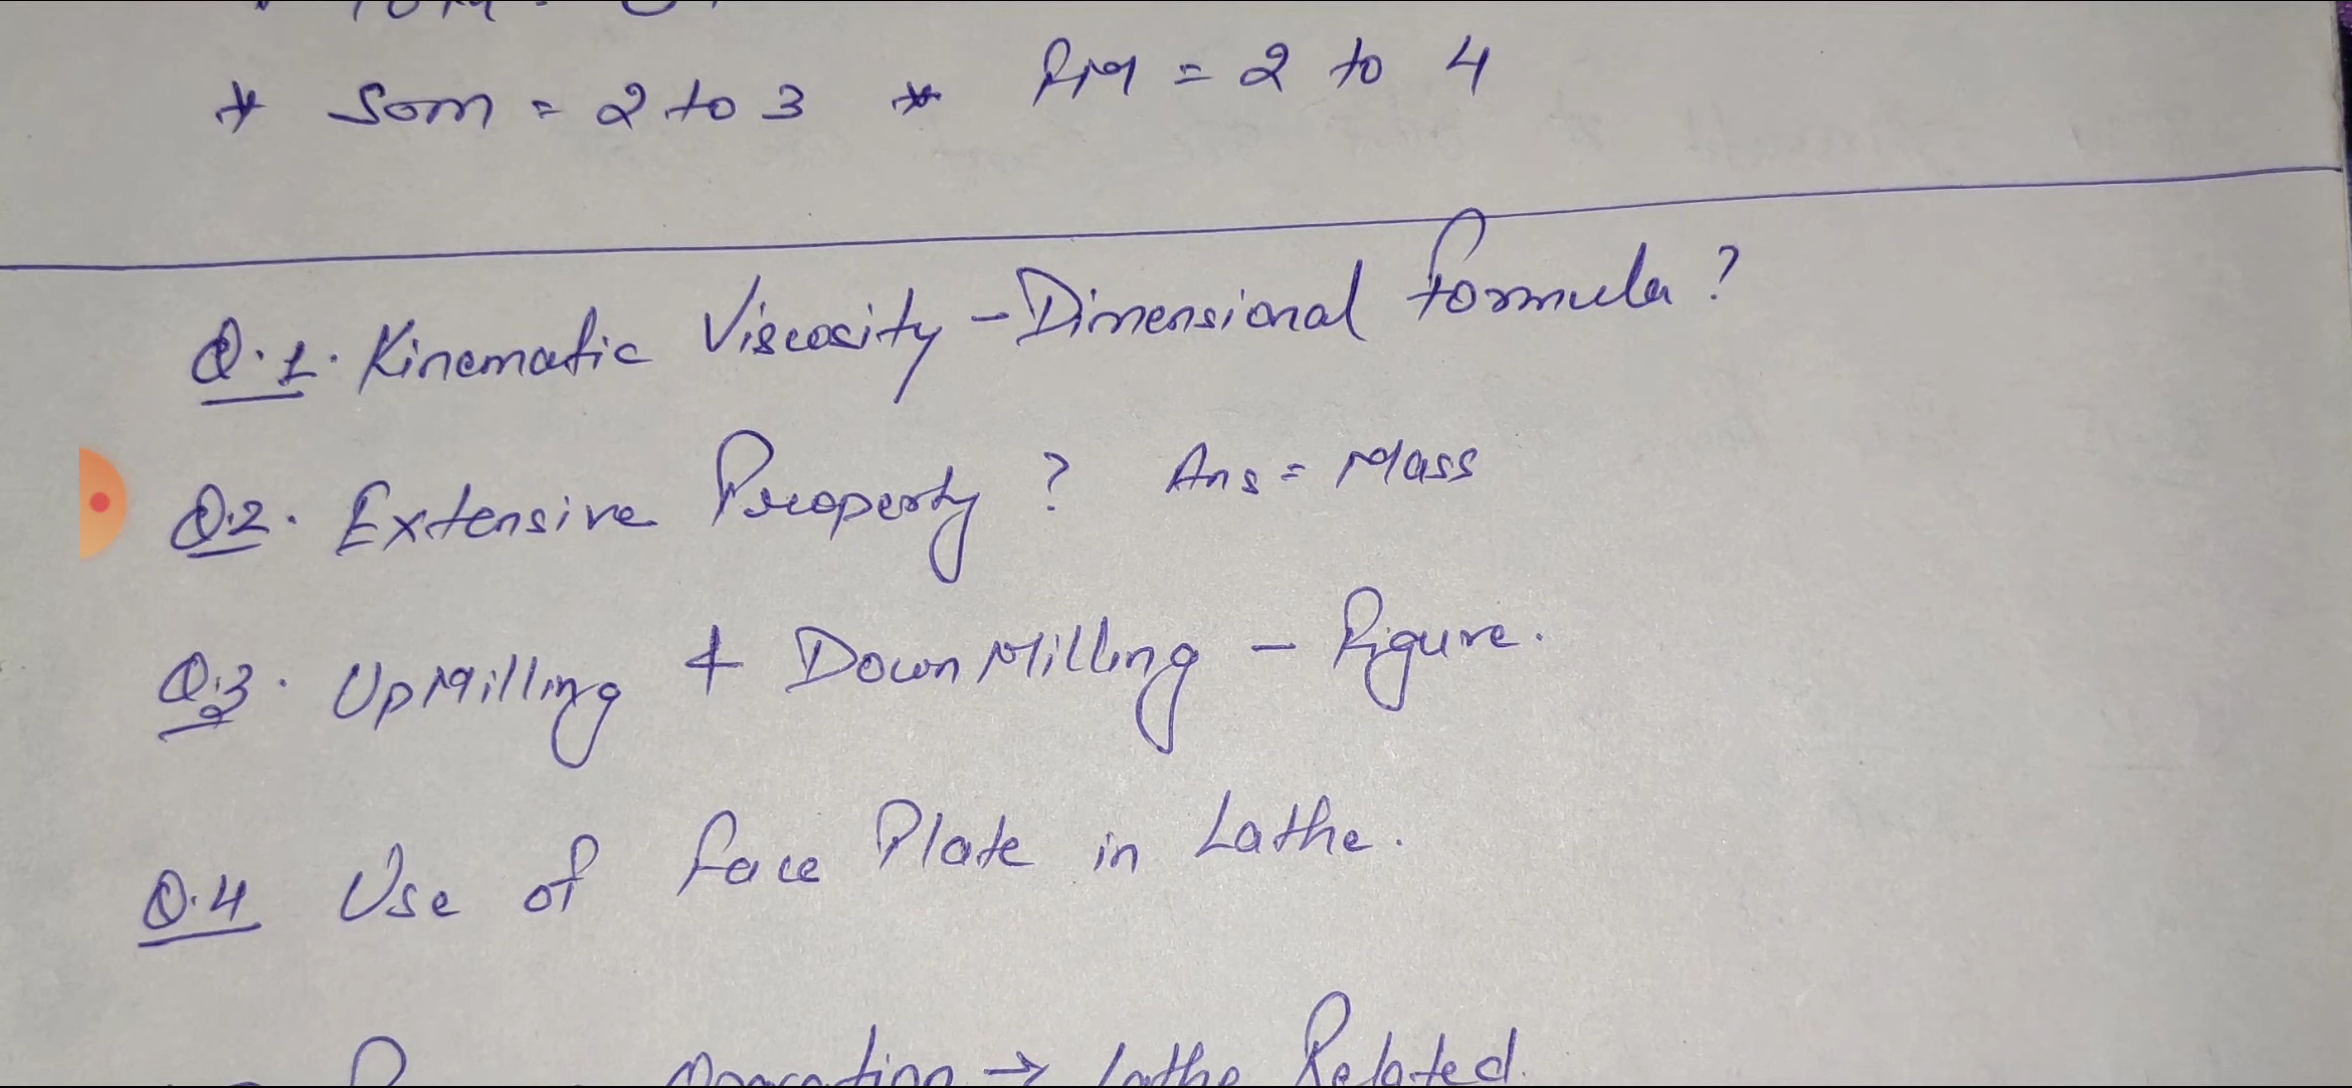 * Som = 2 to 3 * FM = 2 to 4
Q.1. Kinematic Viscosity - Dimensional formula ?
Q.2. Extensive Property ? Ans = Mass
Q.3. Up Milling & Down Milling - Figure.
Q.4 Use of face Plate in Lathe.
Operation → Lathe Related.